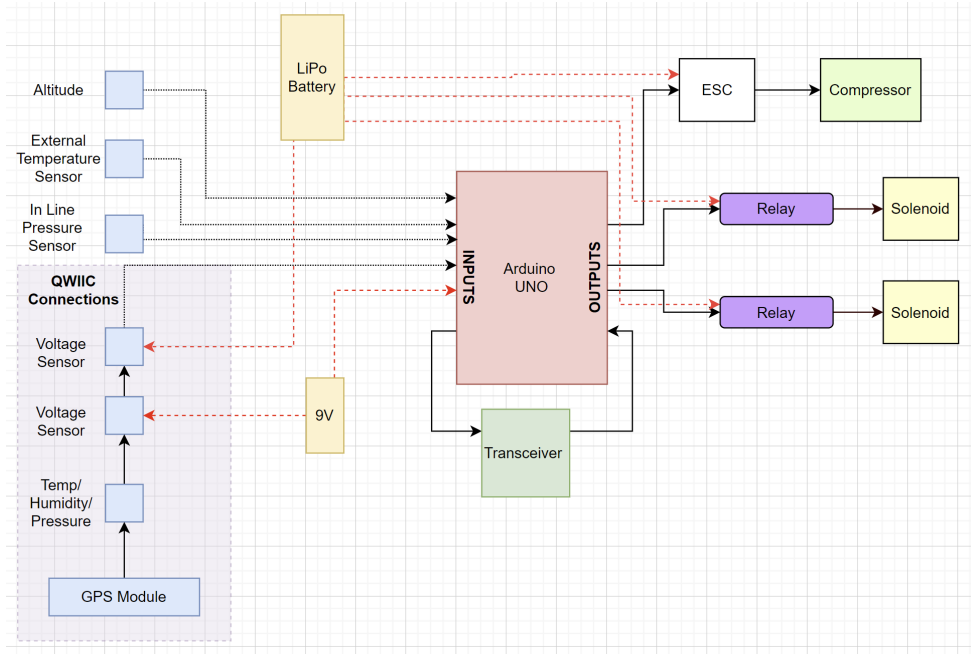 LiPo
Battery
ESC
Compressor
Altitude
External
Temperature
Sensor
In Line
Pressure
Sensor
Relay
Solenoid
INPUTS
Arduino
UNO
OUTPUTS
QWIIC
Connections
Relay
Solenoid
Voltage
Sensor
Voltage
Sensor
9V
Transceiver
Temp/
Humidity/
Pressure
GPS Module